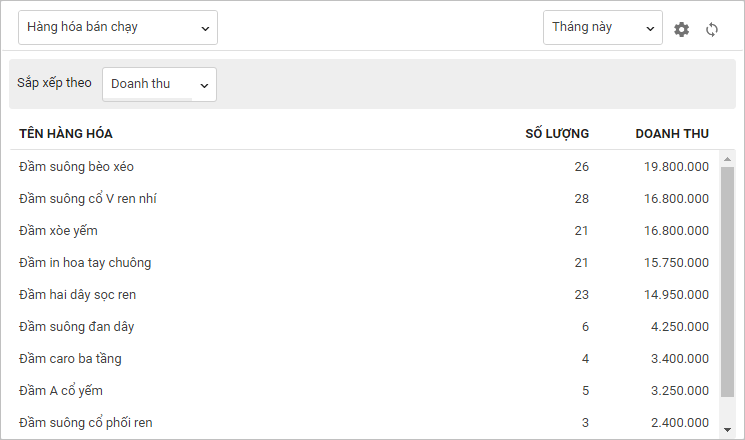 Hàng hóa bán chạy Tháng này
Sắp xếp theo Doanh thu
TÊN HÀNG HÓA SỐ LƯỢNG DOANH THU
Đầm suông bèo xéo 26 19.800.000
Đầm suông cổ V ren nhí 28 16.800.000
Đầm xòe yếm 21 16.800.000
Đầm in hoa tay chuông 21 15.750.000
Đầm hai dây sọc ren 23 14.950.000
Đầm suông đan dây 6 4.250.000
Đầm caro ba tầng 4 3.400.000
Đầm A cổ yếm 5 3.250.000
Đầm suông cổ phối ren 3 2.400.000